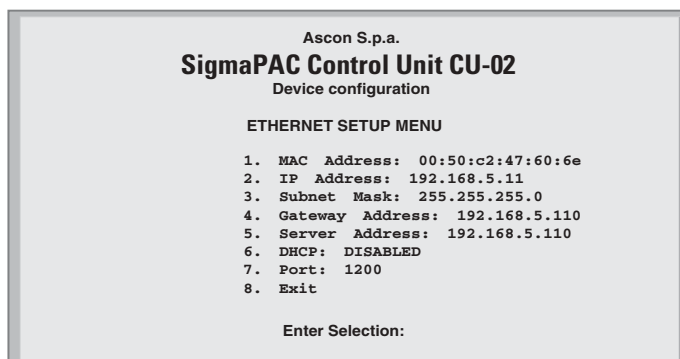 Ascon S.p.a.
SigmaPAC Control Unit CU-02
Device configuration
ETHERNET SETUP MENU
1. MAC Address: 00:50:c2:47:60:6e
2. IP Address: 192.168.5.11
3. Subnet Mask: 255.255.255.0
4. Gateway Address: 192.168.5.110
5. Server Address: 192.168.5.110
6. DHCP: DISABLED
7. Port: 1200
8. Exit
Enter Selection: